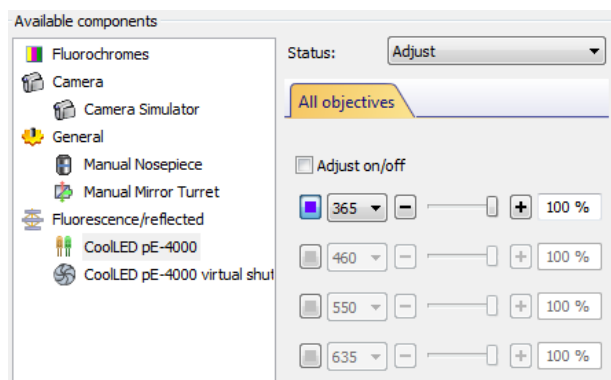 Available components
Fluorochromes
Camera
Camera Simulator
General
Manual Nosepiece
Manual Mirror Turret
Fluorescence/reflected
CoolLED pE-4000
CoolLED pE-4000 virtual shut
Status:
Adjust
All objectives
Adjust on/off
365 100 %
460 100 %
550 100 %
635 100 %